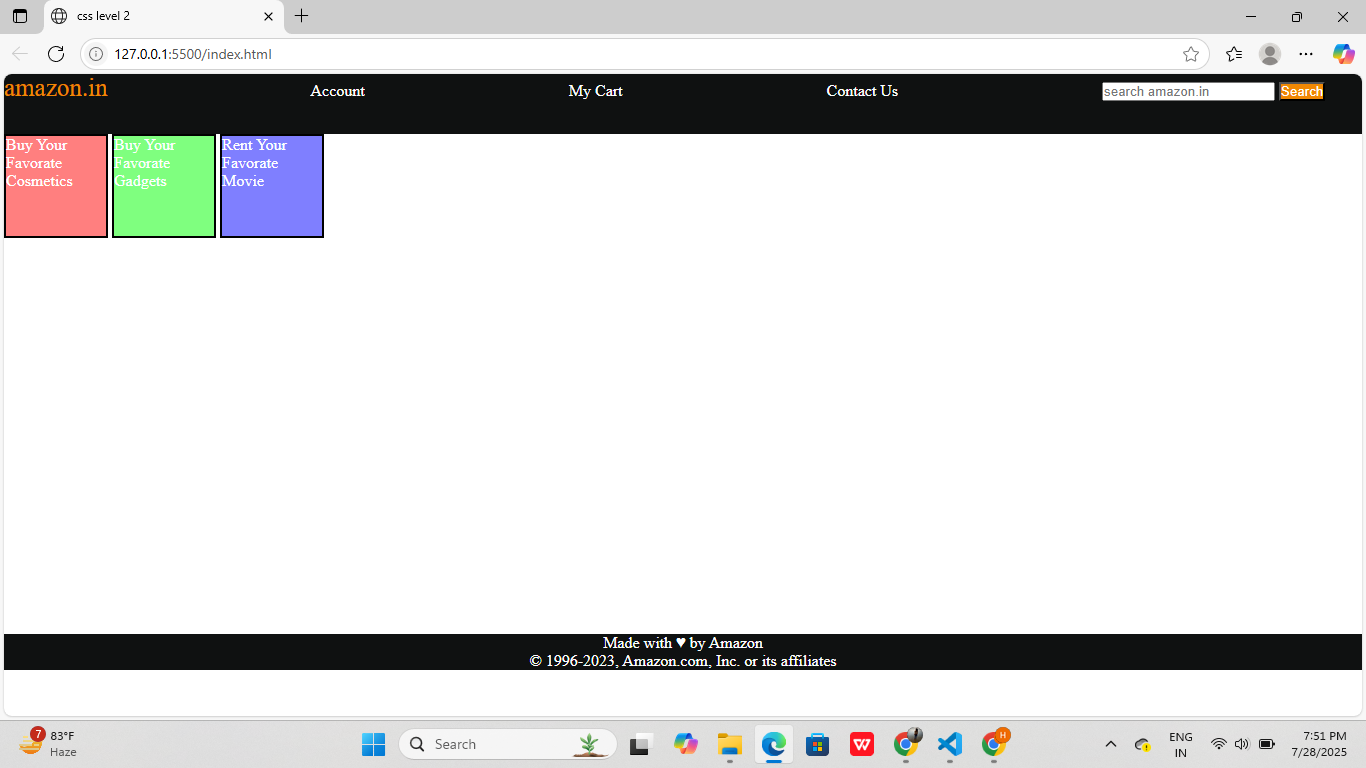 css level 2
127.0.0.1:5500/index.html
amazon.in
Account
My Cart
Contact Us
search amazon.in
Search
Buy Your
Favorate
Cosmetics
Buy Your
Favorate
Gadgets
Rent Your
Favorate
Movie
Made with ♥ by Amazon
© 1996-2023, Amazon.com, Inc. or its affiliates
7
83°F
Haze
Search
W
H
ENG
IN
7:51 PM
7/28/2025